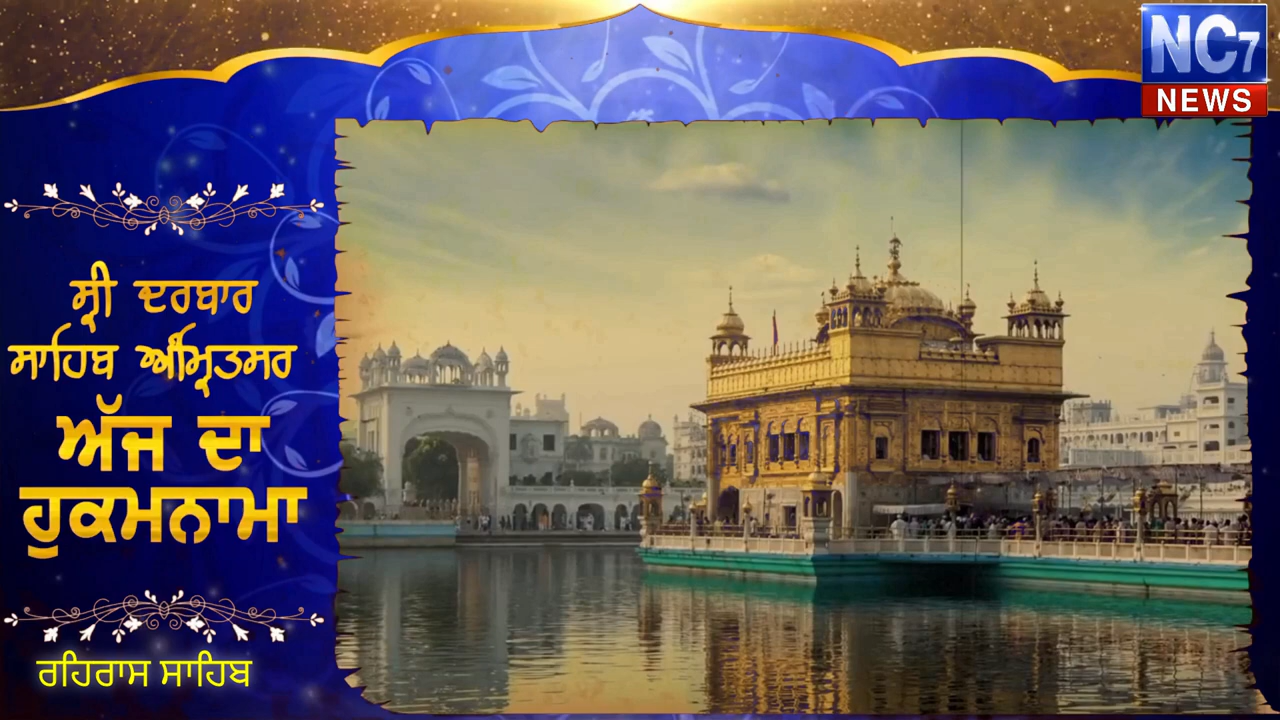 NC7
NEWS
ਸ੍ਰੀ ਦਰਬਾਰ
ਸਾਹਿਬ ਅੰਮ੍ਰਿਤਸਰ
ਅੱਜ ਦਾ
ਹੁਕਮਨਾਮਾ
ਰਹਿਰਾਸ ਸਾਹਿਬ